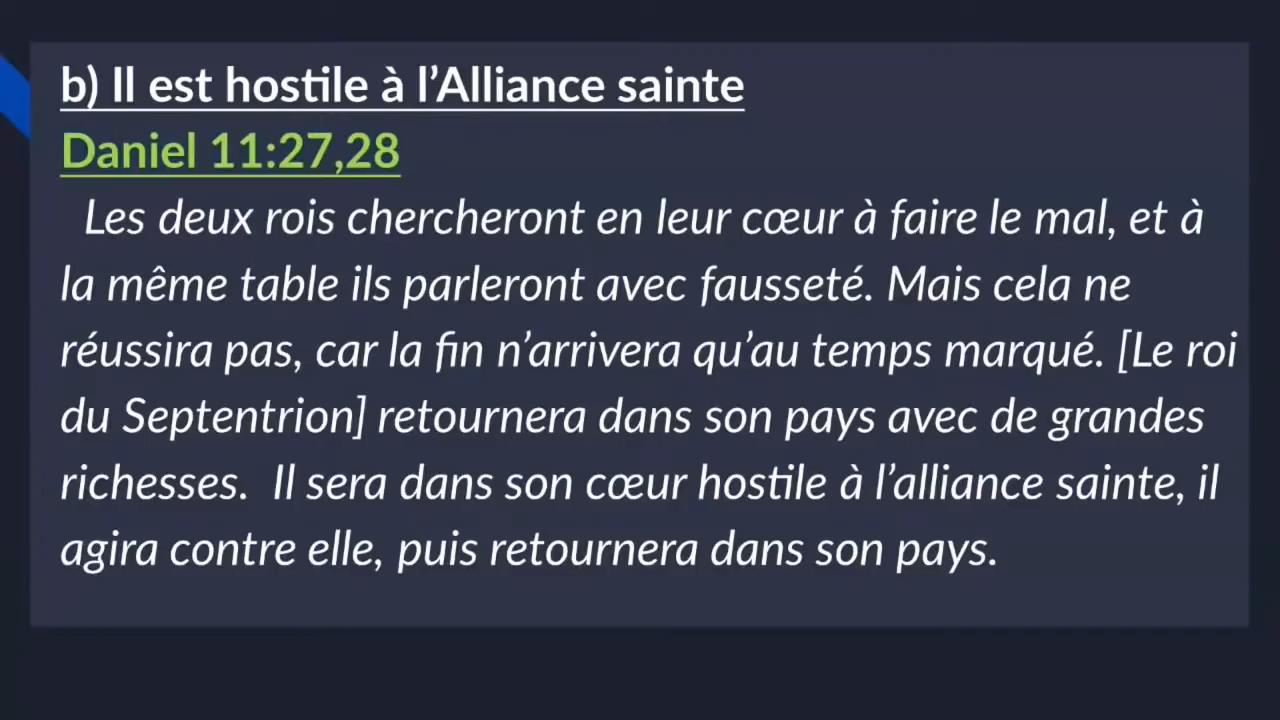 b) Il est hostile à l’Alliance sainte
Daniel 11:27,28
Les deux rois chercheront en leur cœur à faire le mal, et à
la même table ils parleront avec fausseté. Mais cela ne
réussira pas, car la fin n’arrivera qu’au temps marqué. [Le roi
du Septentrion] retournera dans son pays avec de grandes
richesses.  Il sera dans son cœur hostile à l’alliance sainte, il
agira contre elle, puis retournera dans son pays.